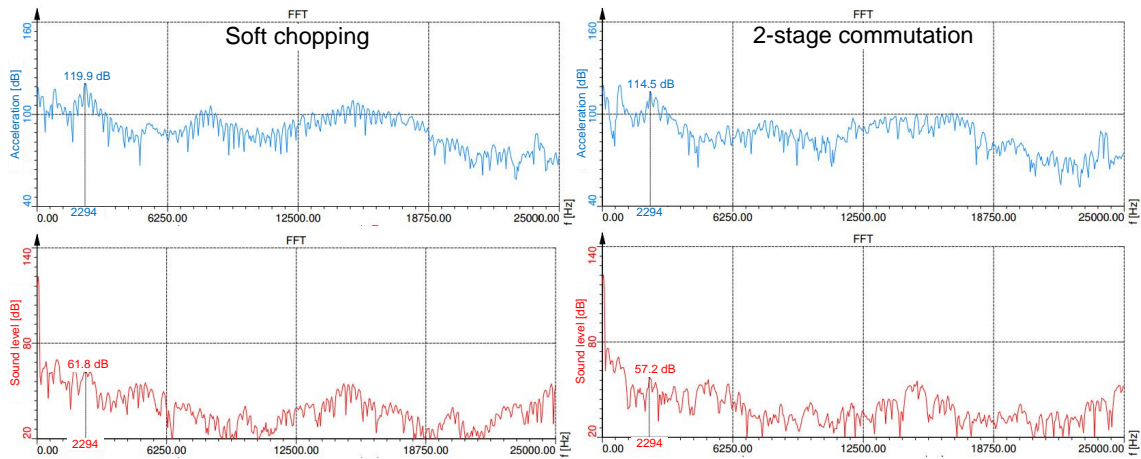 FFT
Soft chopping
Acceleration [dB]
160
100
40
119.9 dB
2294
0.00 6250.00 12500.00 18750.00 25000.00
f [Hz]
FFT
2-stage commutation
Acceleration [dB]
160
100
40
114.5 dB
2294
0.00 6250.00 12500.00 18750.00 25000.00
f [Hz]
FFT
Sound level [dB]
140
80
20
61.8 dB
2294
0.00 6250.00 12500.00 18750.00 25000.00
f [Hz]
FFT
Sound level [dB]
140
80
20
57.2 dB
2294
0.00 6250.00 12500.00 18750.00 25000.00
f [Hz]